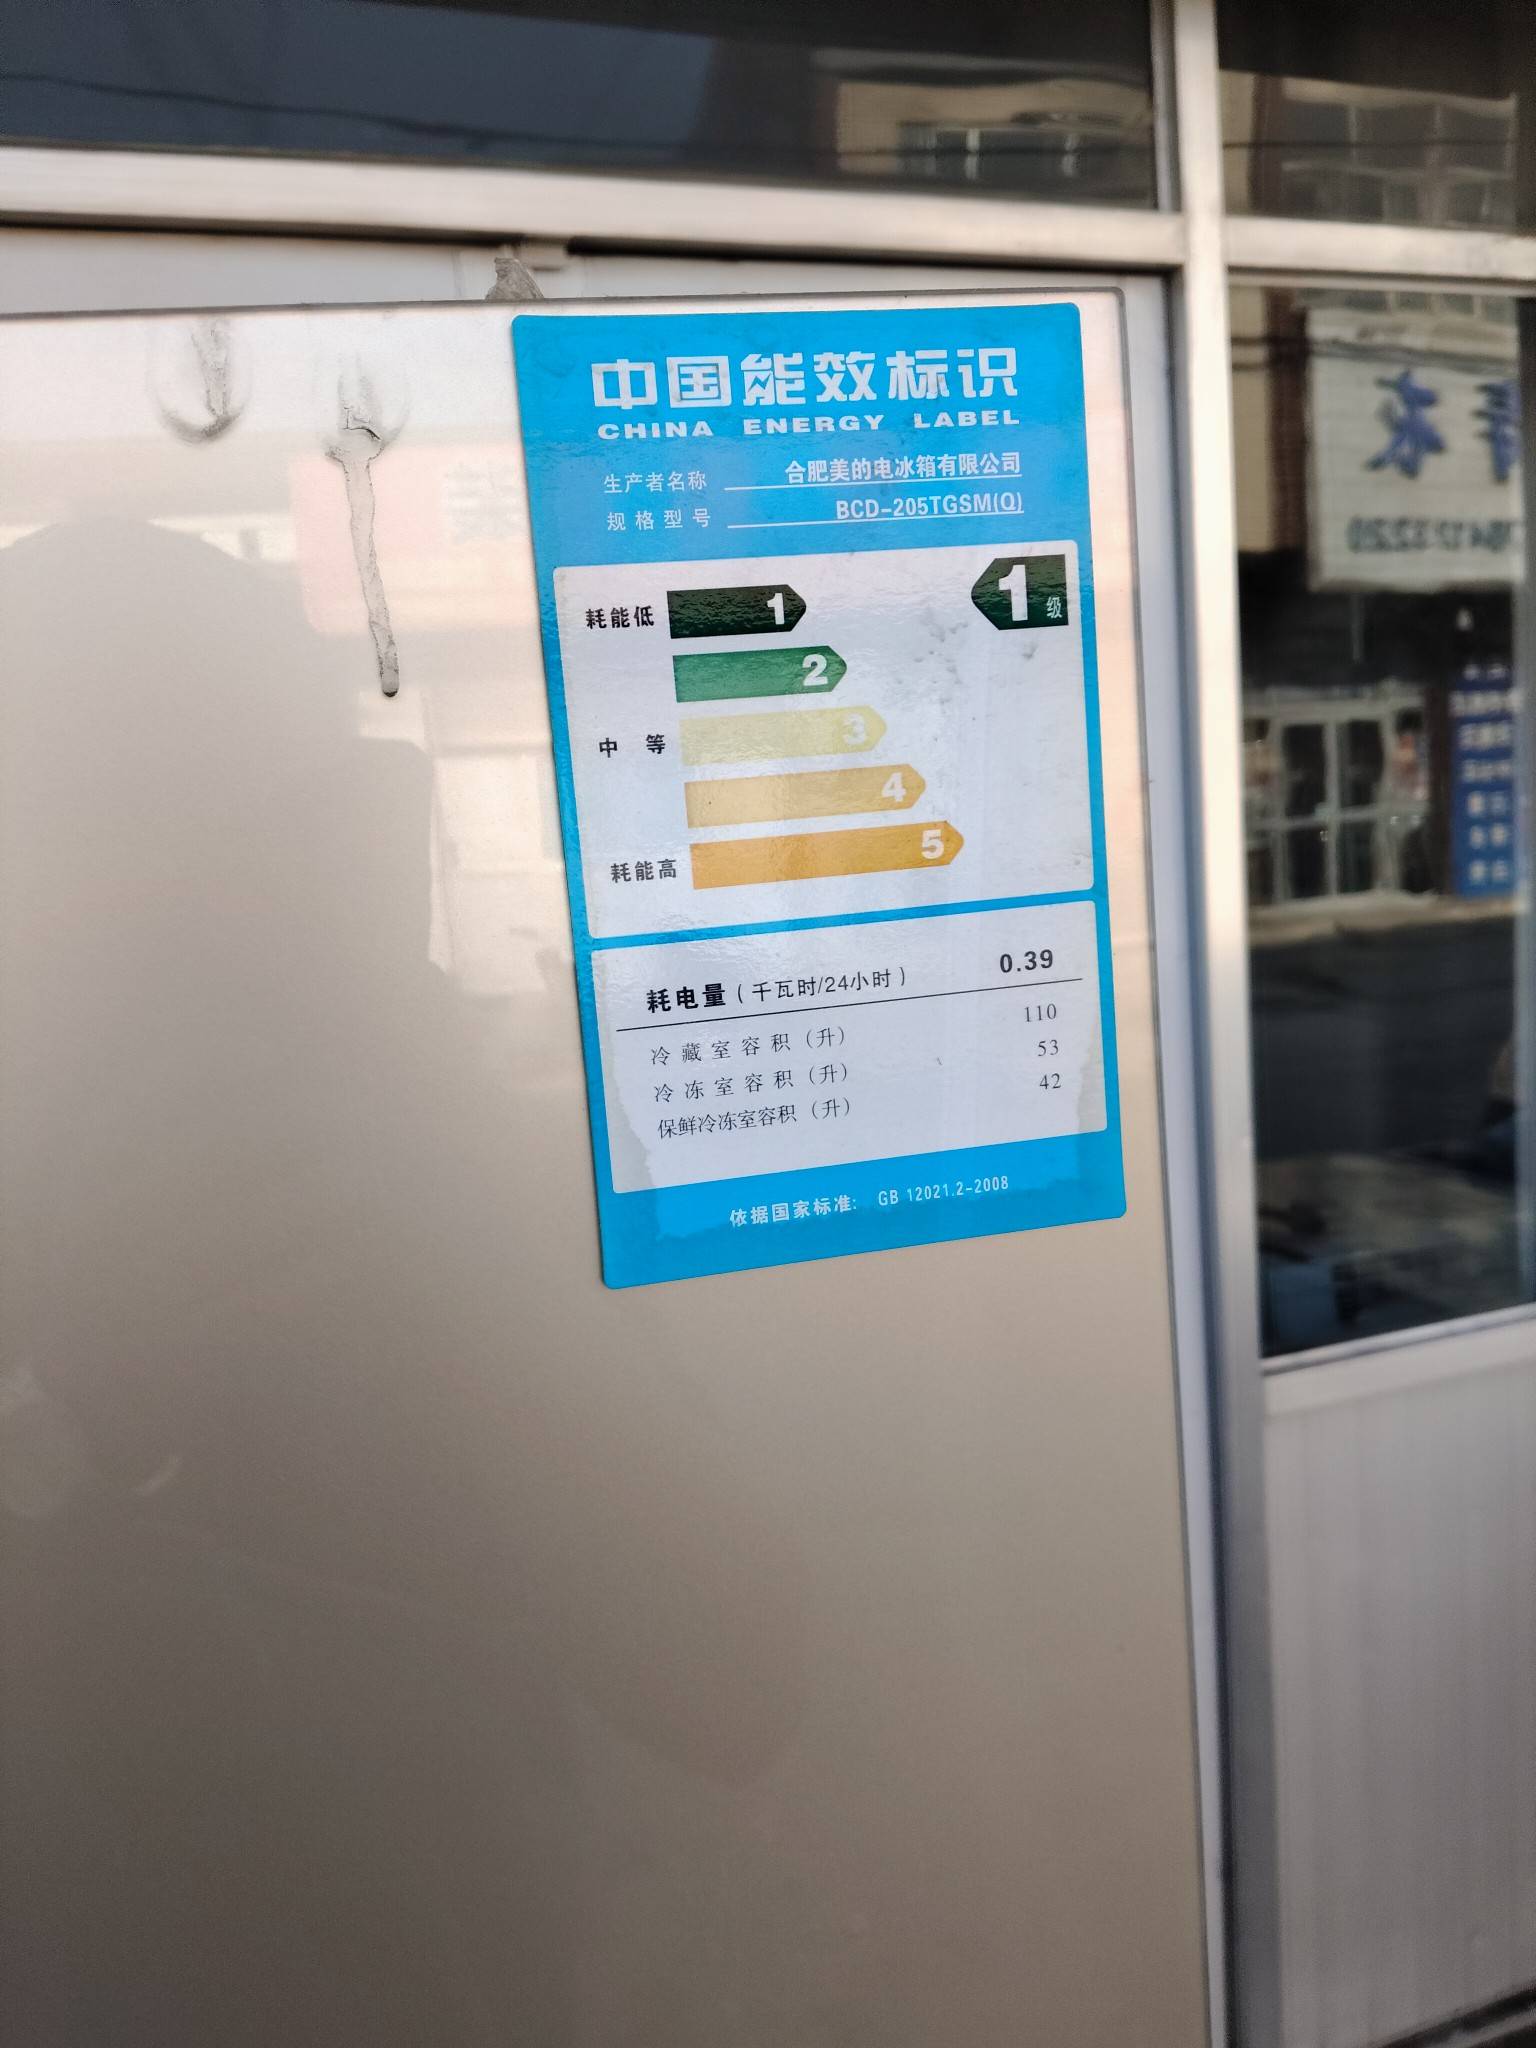 中国能效标识
CHINA ENERGY LABEL
生产者名称 合肥美的电冰箱有限公司
规格型号 BCD-205TGSM(Q)
耗能低 1 1级
2
中等 3
4
耗能高 5
耗电量（千瓦时/24小时） 0.39
冷藏室容积（升） 110
冷冻室容积（升） 53
保鲜冷冻室容积（升） 42
依据国家标准: GB 12021.2-2008